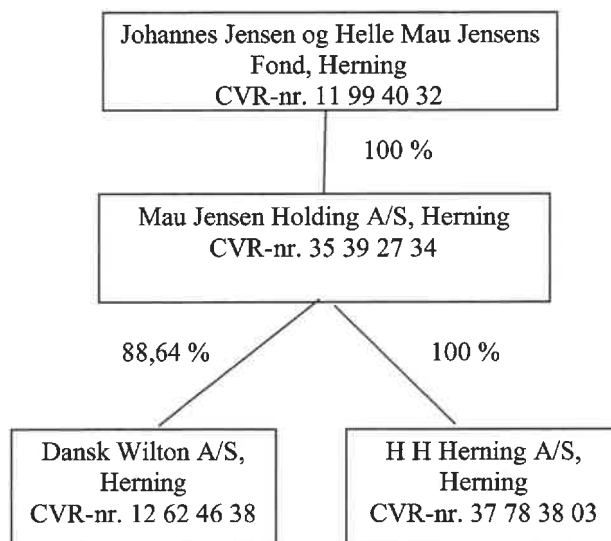 Johannes Jensen og Helle Mau Jensens
Fond, Herning
CVR-nr. 11 99 40 32
100 %
Mau Jensen Holding A/S, Herning
CVR-nr. 35 39 27 34
88,64 %
100 %
Dansk Wilton A/S,
Herning
CVR-nr. 12 62 46 38
H H Herning A/S,
Herning
CVR-nr. 37 78 38 03